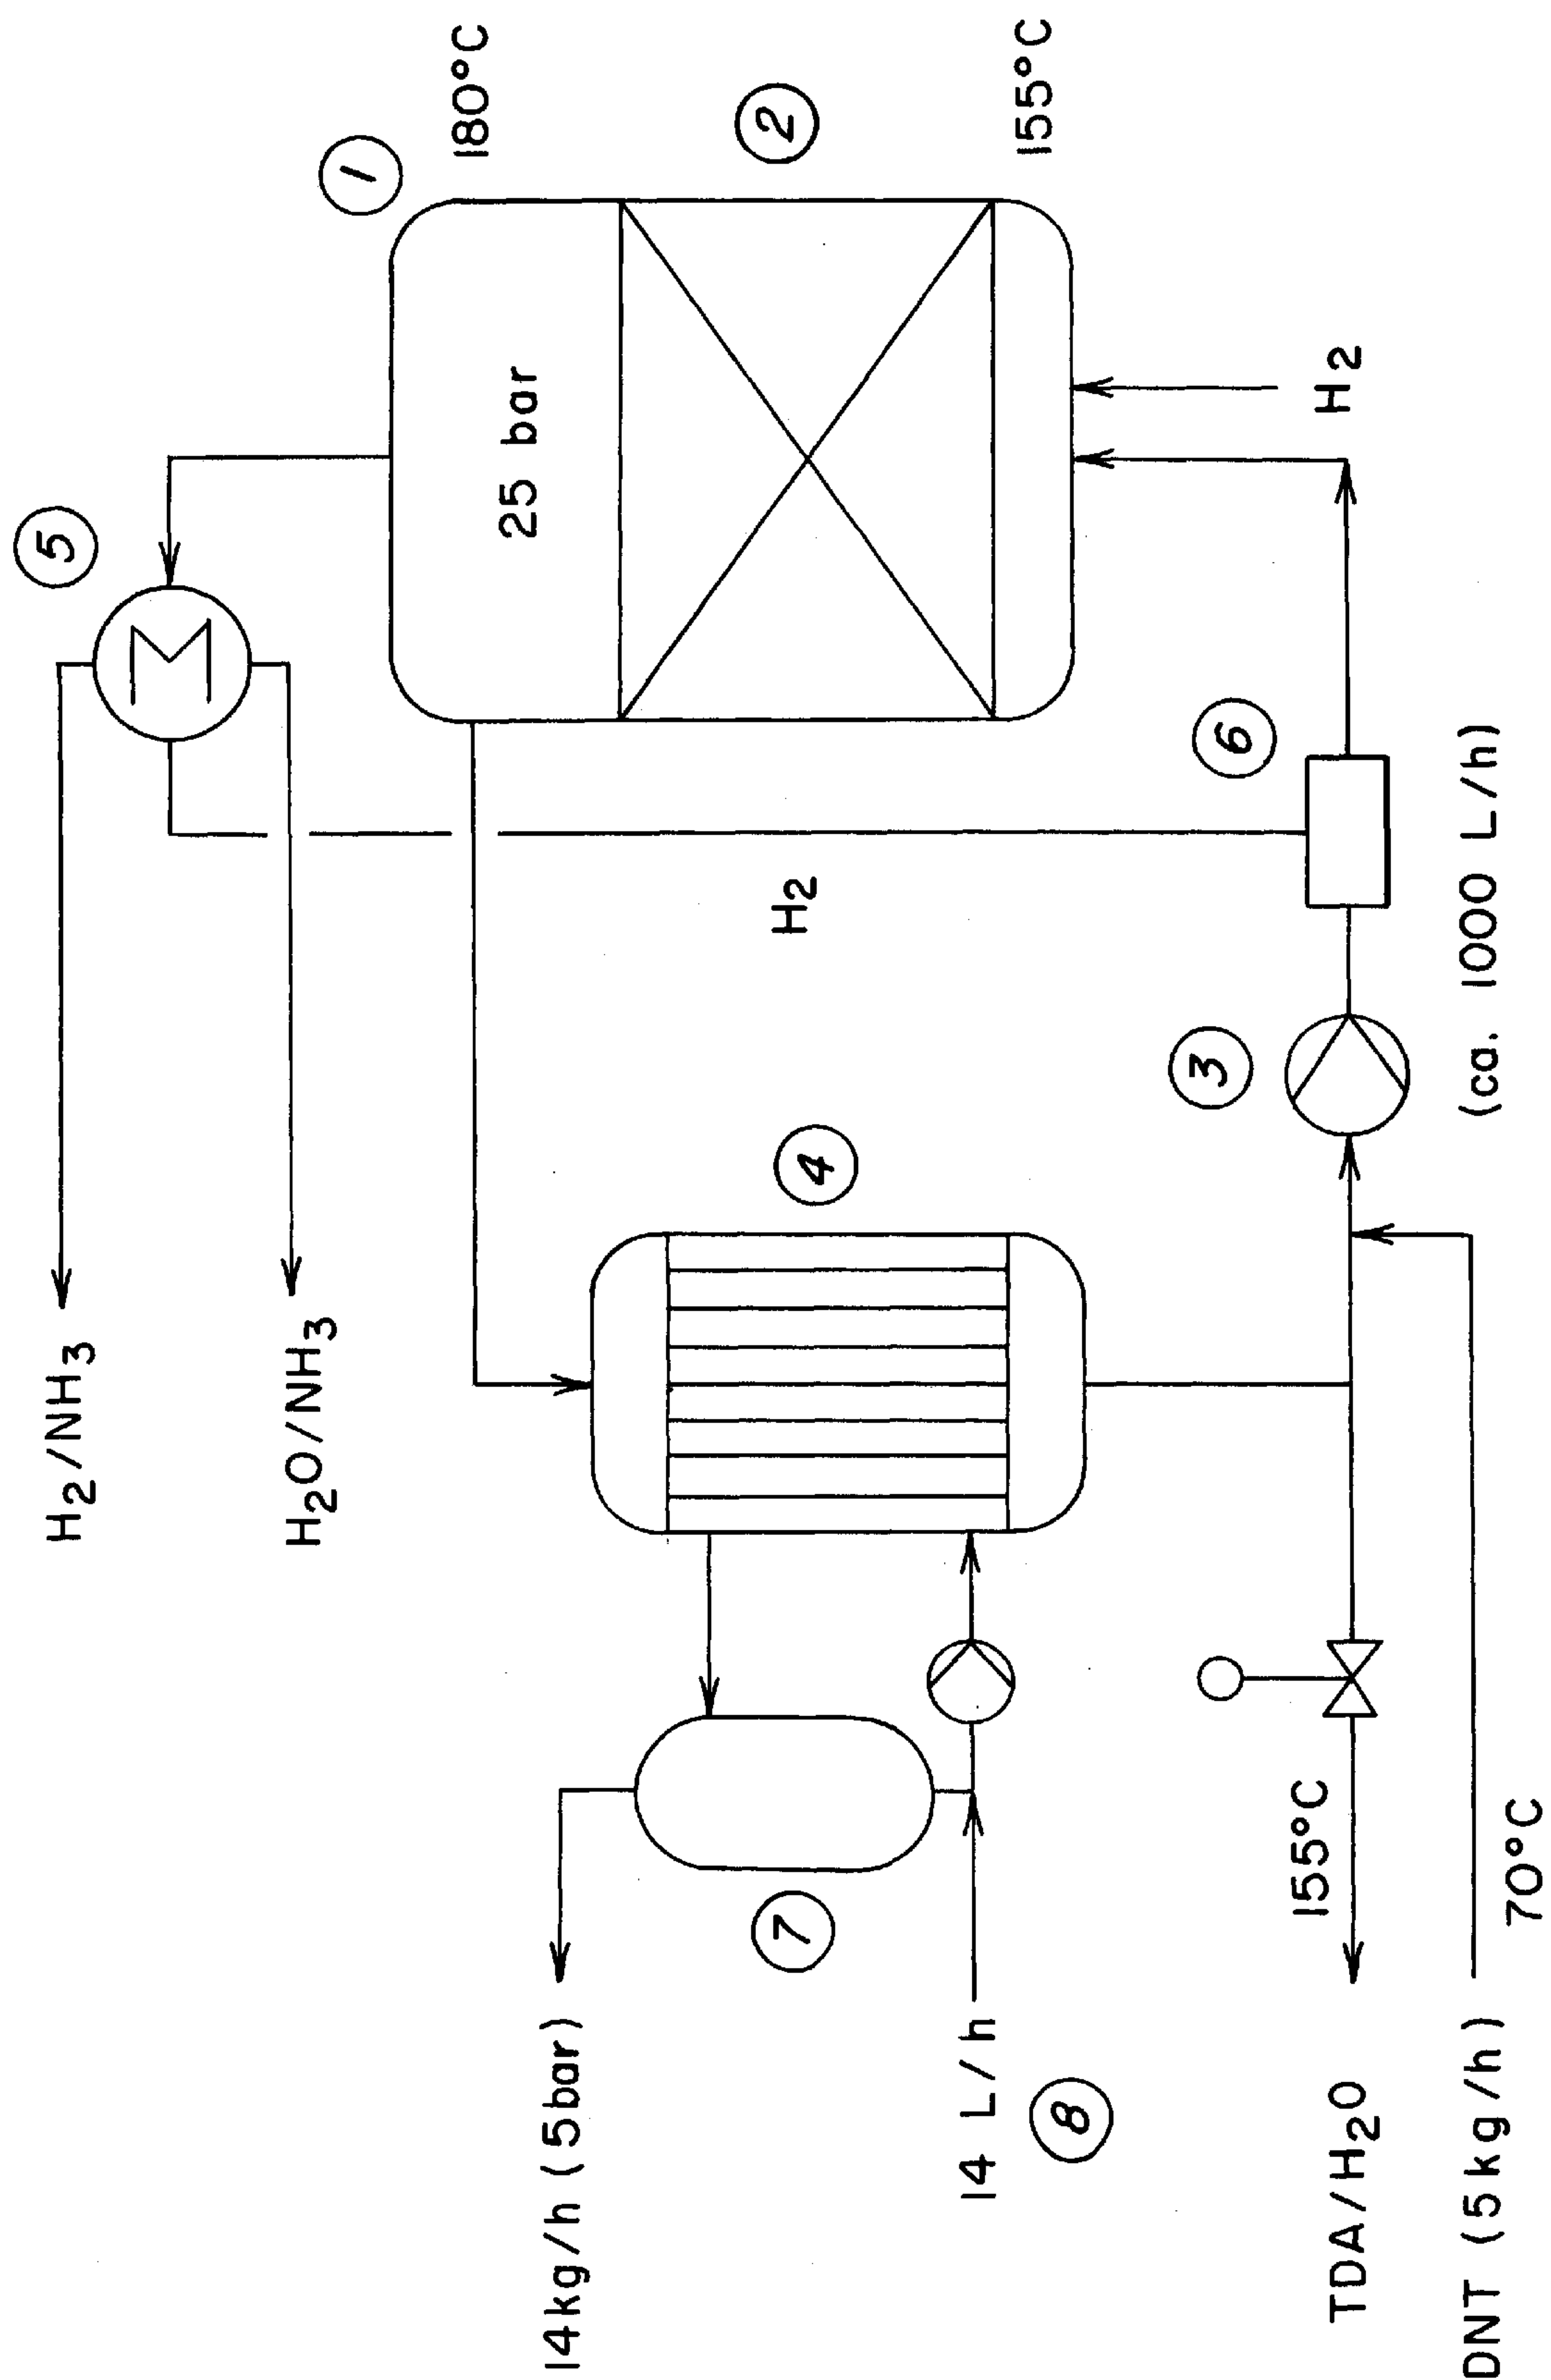 H2/NH3
H2O/NH3
5
1
180°C
25 bar
2
155°C
H2
H2
6
(ca. 1000 L/h)
3
4
7
14kg/h (5bar)
14 L/h
8
155°C
TDA/H2O
DNT (5kg/h)
70°C